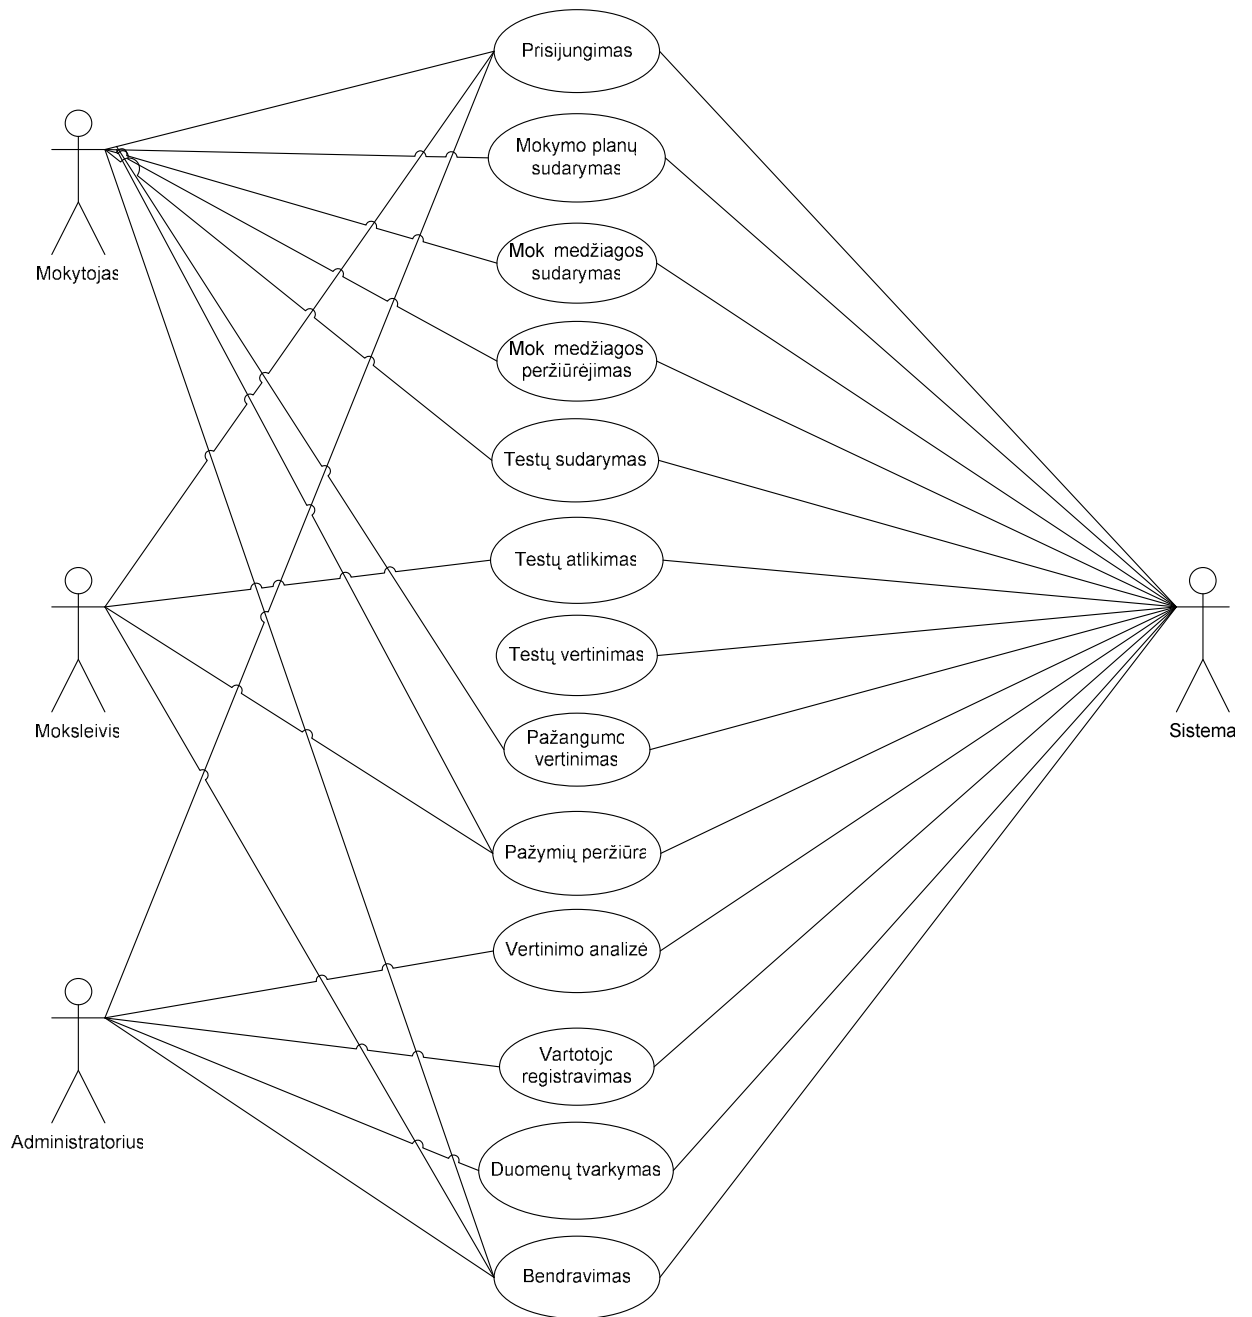 Prisijungimas
Mokymo planų
sudarymas
Mokytojas
Mok medžiagos
sudarymas
Mok medžiagos
peržiūrėjimas
Testų sudarymas
Testų atlikimas
Testų vertinimas
Moksleivis
Sistema
Pažangumo
vertinimas
Pažymių peržiūra
Vertinimo analizė
Vartotojo
registravimas
Administratorius
Duomenų tvarkymas
Bendravimas